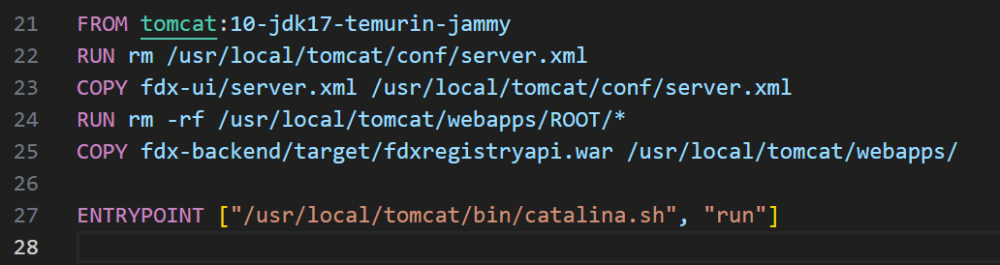 21 FROM tomcat:10-jdk17-temurin-jammy
22 RUN rm /usr/local/tomcat/conf/server.xml
23 COPY fdx-ui/server.xml /usr/local/tomcat/conf/server.xml
24 RUN rm -rf /usr/local/tomcat/webapps/ROOT/*
25 COPY fdx-backend/target/fdxregistryapi.war /usr/local/tomcat/webapps/
26
27 ENTRYPOINT ["/usr/local/tomcat/bin/catalina.sh", "run"]
28